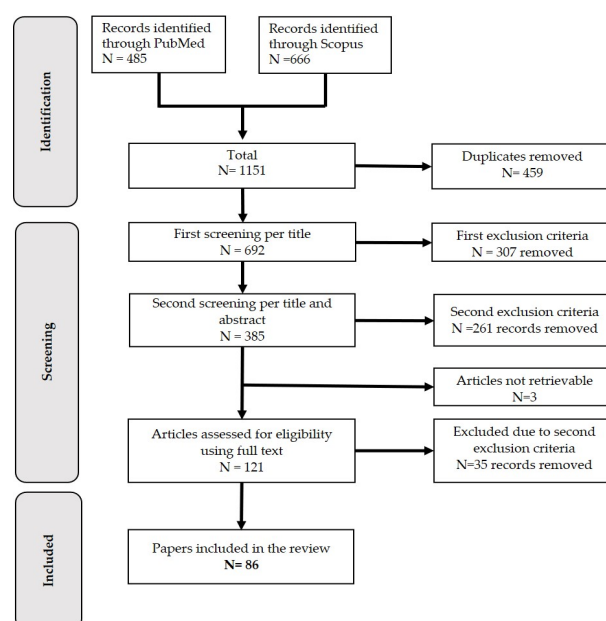 Identification
Records identified
through PubMed
N = 485
Records identified
through Scopus
N =666
Total
N= 1151
Duplicates removed
N= 459
Screening
First screening per title
N = 692
First exclusion criteria
N = 307 removed
Second screening per title and
abstract
N = 385
Second exclusion criteria
N =261 records removed
Articles not retrievable
N=3
Articles assessed for eligibility
using full text
N = 121
Excluded due to second
exclusion criteria
N=35 records removed
Included
Papers included in the review
N= 86